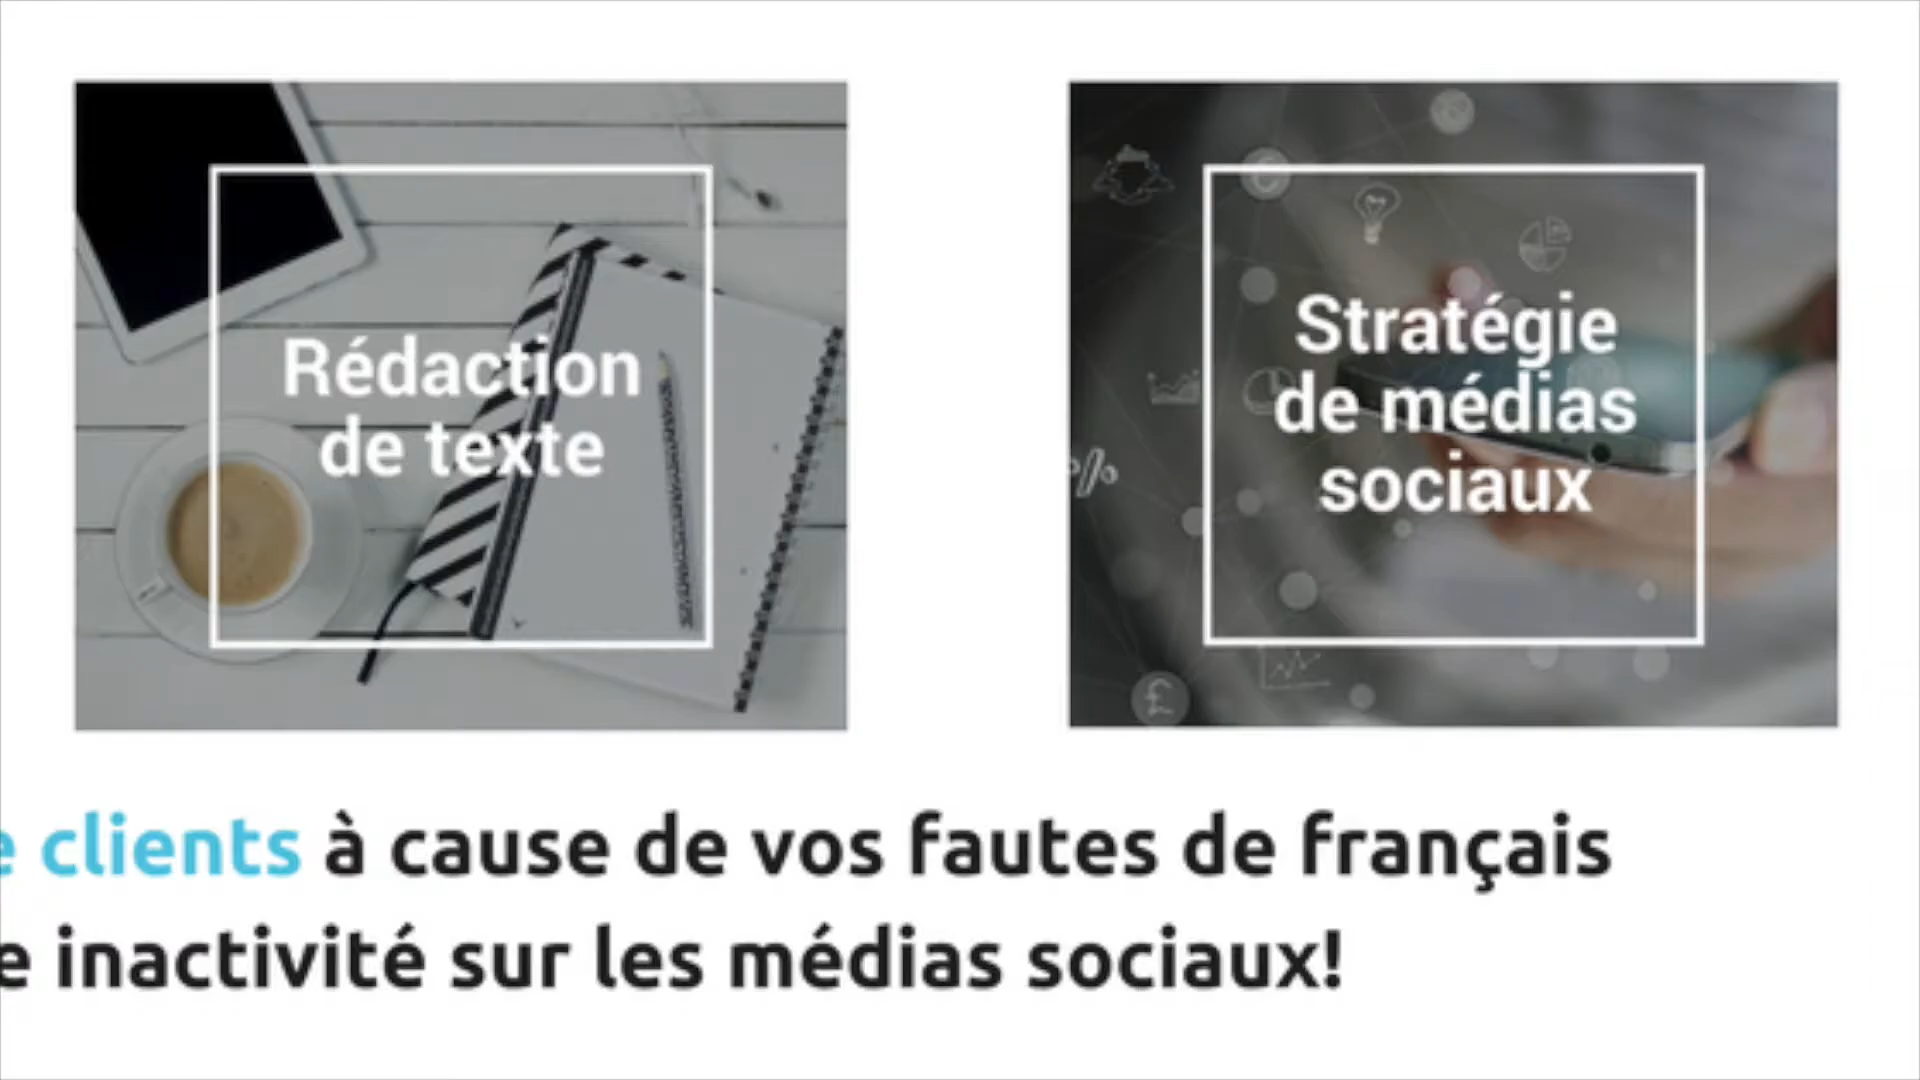 Rédaction
de texte
Stratégie
de médias
sociaux
clients à cause de vos fautes de français
inactivité sur les médias sociaux!